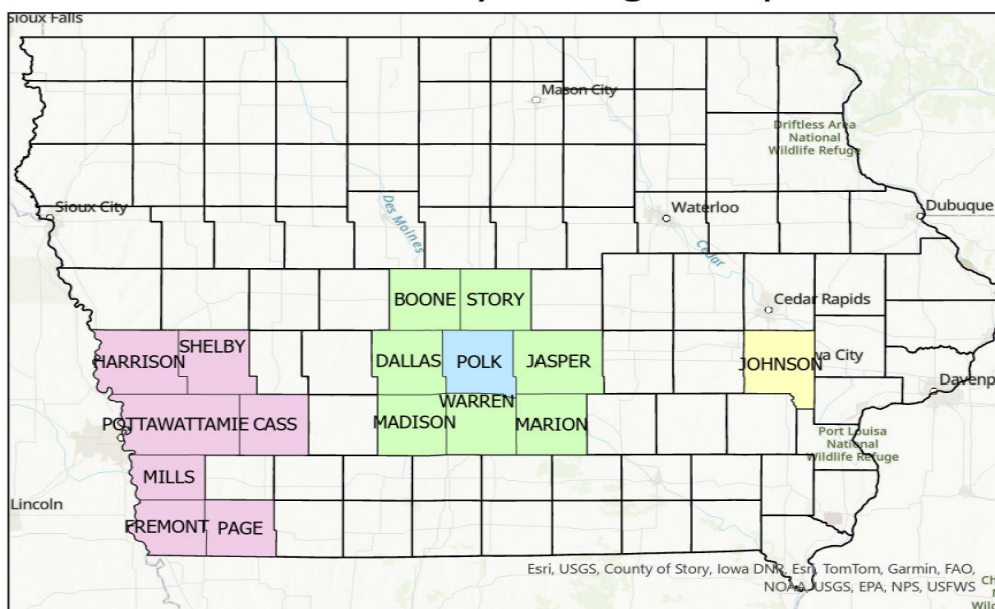 Sioux Falls
Mason City
Driftless Area
National
Wildlife Refuge
Sioux City
Des Moines
Waterloo
Dubuque
Cedar
BOONE
STORY
Cedar Rapids
HARRISON
SHELBY
DALLAS
POLK
JASPER
JOHNSON
wa City
Davenp
POTTAWATTAMIE
CASS
MADISON
WARREN
MARION
Port Louisa
National
Wildlife Refuge
MILLS
Lincoln
FREMONT
PAGE
Esri, USGS, County of Story, Iowa DNR, Esri, TomTom, Garmin, FAO,
NOAA, USGS, EPA, NPS, USFWS